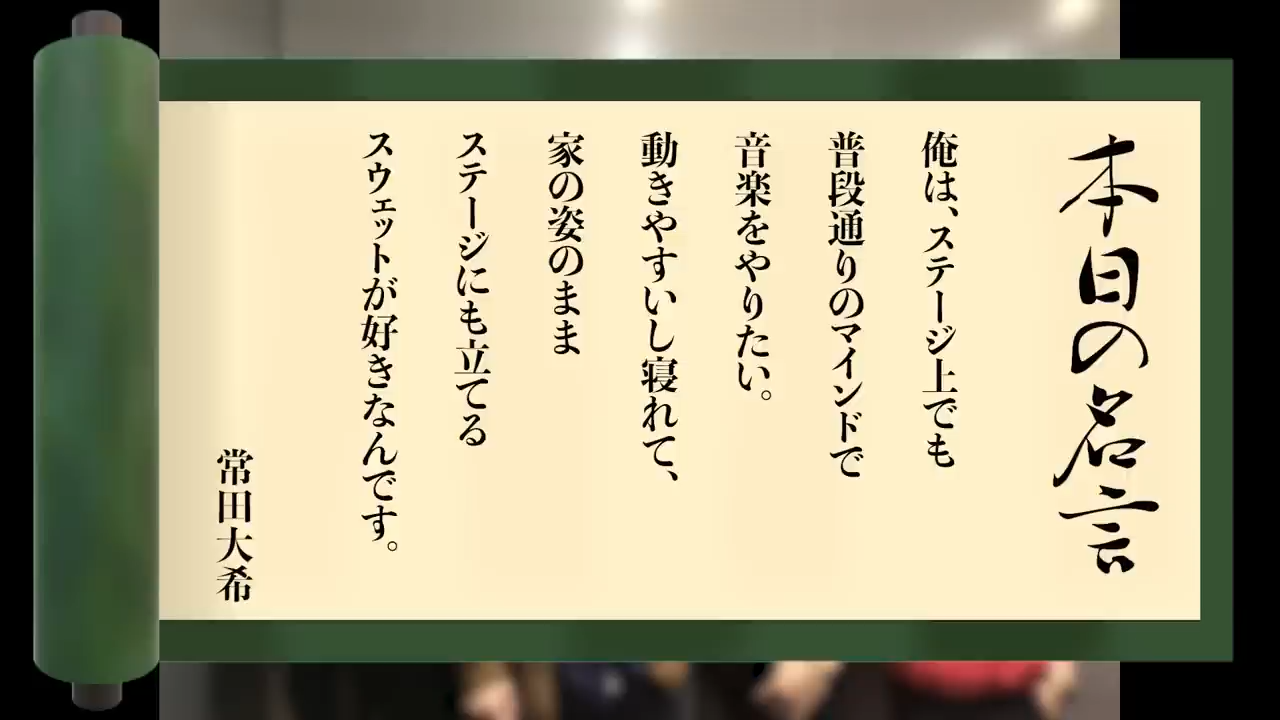 本日の名言
俺は、ステージ上でも
普段通りのマインドで
音楽をやりたい。
動きやすいし寝れて、
家の姿のまま
ステージにも立てる
スウェットが好きなんです。
常田大希